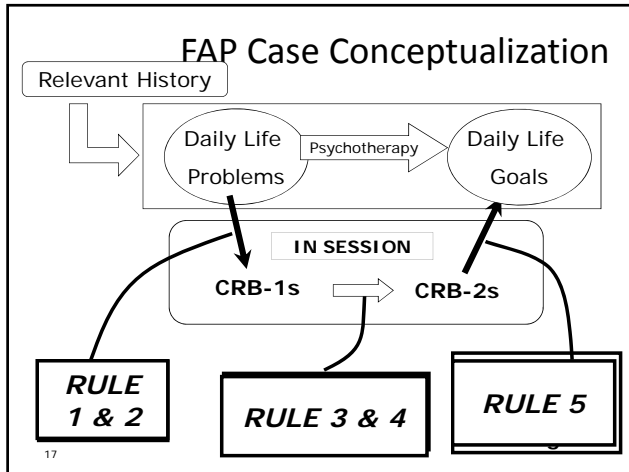 FAP Case Conceptualization
Relevant History
Daily Life
Problems
Psychotherapy
Daily Life
Goals
IN SESSION
CRB-1s
CRB-2s
RULE
1 & 2
RULE 3 & 4
RULE 5
17